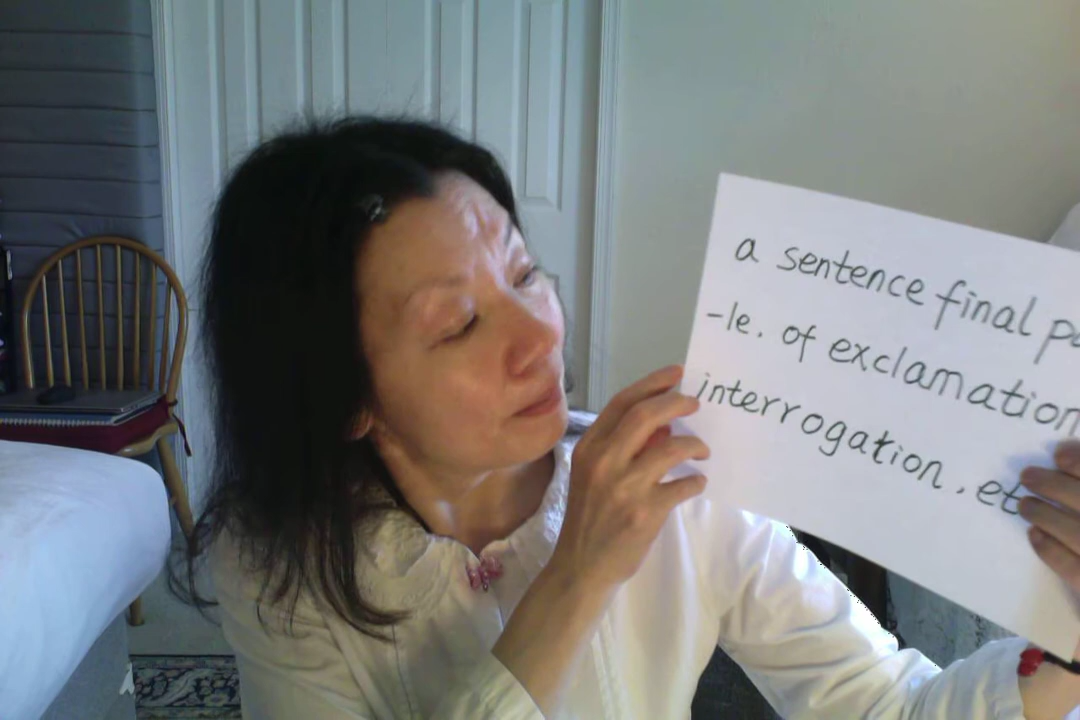 a sentence final pa
-le. of exclamation
interrogation, et